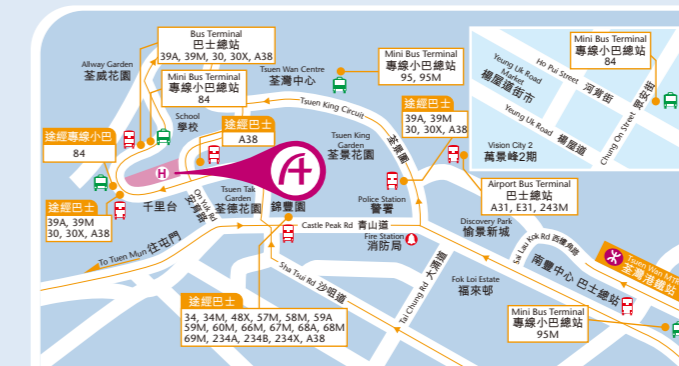 Bus Terminal
巴士總站
39A, 39M, 30, 30X, A38
Allway Garden
荃威花園
Mini Bus Terminal
專線小巴總站
84
School
學校
途經專線小巴
84
途經巴士
A38
途經巴士
39A, 39M
30, 30X, A38
H
千里台
On Yuk Rd
安育路
Tsuen Wan Centre
荃灣中心
Mini Bus Terminal
專線小巴總站
95, 95M
Tsuen King Circuit
荃景圍
途經巴士
39A, 39M
30, 30X, A38
Tsuen King
Garden
荃景花園
Tsuen Tak
Garden
荃德花園
錦豐園
Police Station
警署
Castle Peak Rd 青山道
Fire Station
消防局
To Tuen Mun 往屯門
Sha Tsui Rd 沙咀道
Tai Chung Rd 大涌道
途經巴士
34, 34M, 48X, 57M, 58M, 59A
59M, 60M, 66M, 67M, 68A, 68M
69M, 234A, 234B, 234X, A38
Fok Loi Estate
福來邨
Discovery Park
愉景新城
Vision City 2
萬景峰2期
Airport Bus Terminal
巴士總站
A31, E31, 243M
Yeung Uk Road
Market
楊屋道街市
Ho Pui Street 河背街
Yeung Uk Road 楊屋道
Chung On Street 眾安街
Mini Bus Terminal
專線小巴總站
84
Sai Lau Kok Rd 西樓角路
南豐中心 巴士總站
Tsuen Wan MTR
荃灣港鐵站
Mini Bus Terminal
專線小巴總站
95M